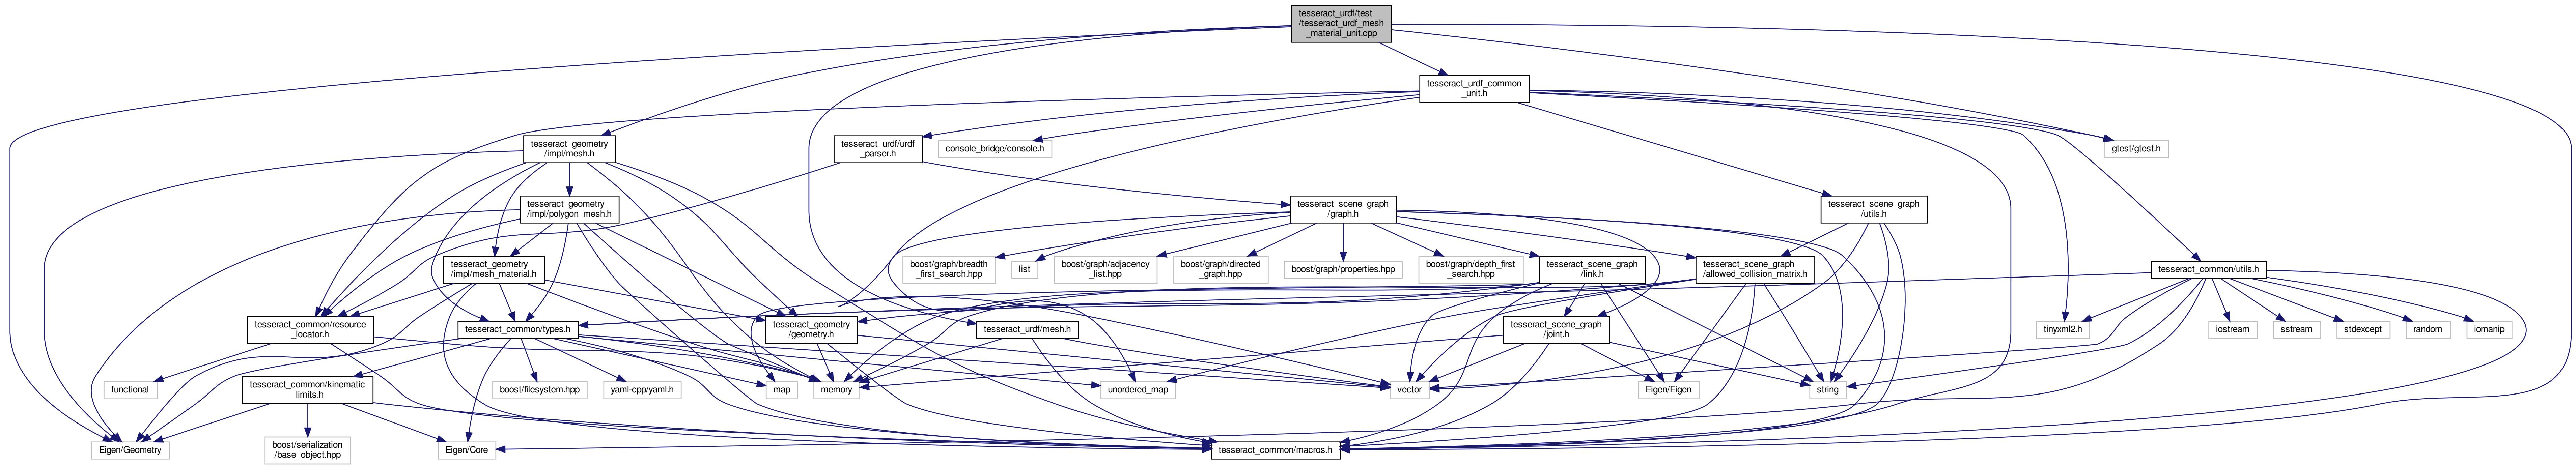 tesseract_urdf/test
/tesseract_urdf_mesh
_material_unit.cpp
tesseract_urdf_common
_unit.h
tesseract_geometry
/impl/mesh.h
tesseract_urdf/urdf
_parser.h
console_bridge/console.h
gtest/gtest.h
tesseract_geometry
/impl/polygon_mesh.h
tesseract_scene_graph
/graph.h
tesseract_scene_graph
/utils.h
tesseract_geometry
/impl/mesh_material.h
boost/graph/breadth
_first_search.hpp
list
boost/graph/adjacency
_list.hpp
boost/graph/directed
_graph.hpp
boost/graph/properties.hpp
boost/graph/depth_first
_search.hpp
tesseract_scene_graph
/link.h
tesseract_scene_graph
/allowed_collision_matrix.h
tesseract_common/utils.h
tesseract_common/resource
_locator.h
tesseract_common/types.h
tesseract_geometry
/geometry.h
tesseract_urdf/mesh.h
tesseract_scene_graph
/joint.h
tinyxml2.h
iostream
sstream
stdexcept
random
iomanip
functional
tesseract_common/kinematic
_limits.h
boost/filesystem.hpp
yaml-cpp/yaml.h
map
memory
unordered_map
vector
Eigen/Eigen
string
Eigen/Geometry
boost/serialization
/base_object.hpp
Eigen/Core
tesseract_common/macros.h